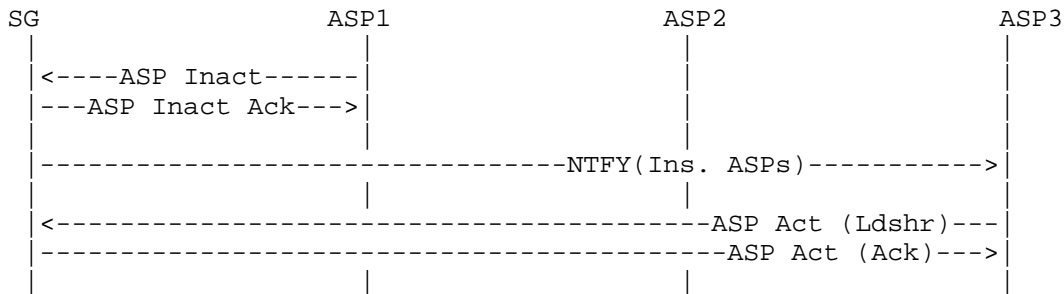 SG ASP1 ASP2 ASP3
<----ASP Inact------
---ASP Inact Ack--->
---------------------------------NTFY(Ins. ASPs)----------->
<------------------------------------------ASP Act (Ldshr)---
-------------------------------------------ASP Act (Ack)--->